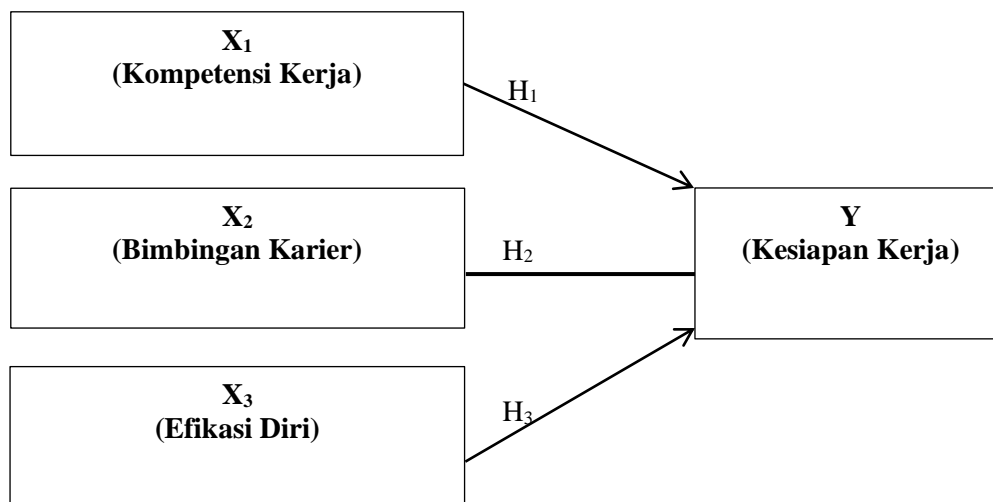 X₁
(Kompetensi Kerja)
H₁
X₂
(Bimbingan Karier)
H₂
Y
(Kesiapan Kerja)
X₃
(Efikasi Diri)
H₃